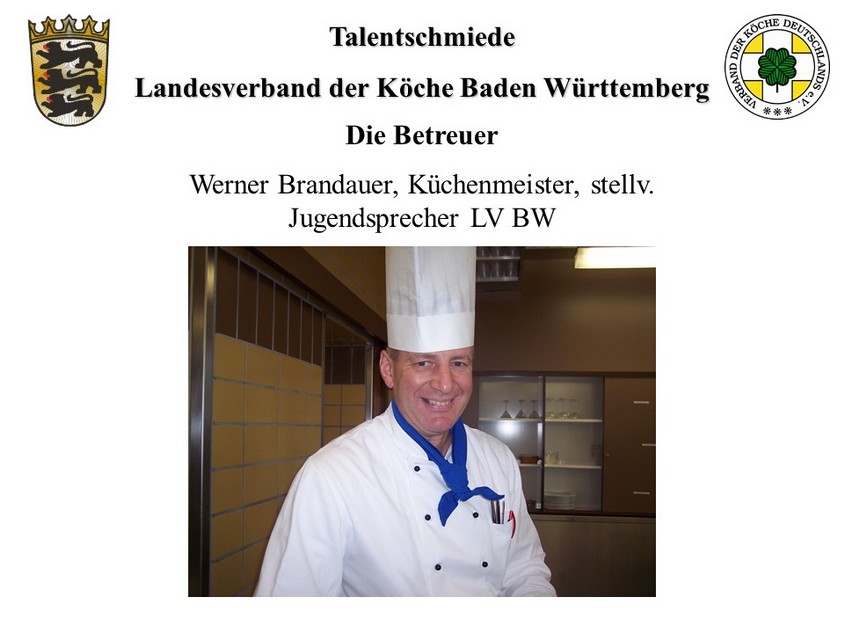 Talentschmiede
Landesverband der Köche Baden Württemberg
Die Betreuer
Werner Brandauer, Küchenmeister, stellv.
Jugendsprecher LV BW
VERBAND DER KÖCHE DEUTSCHLANDS e.V.